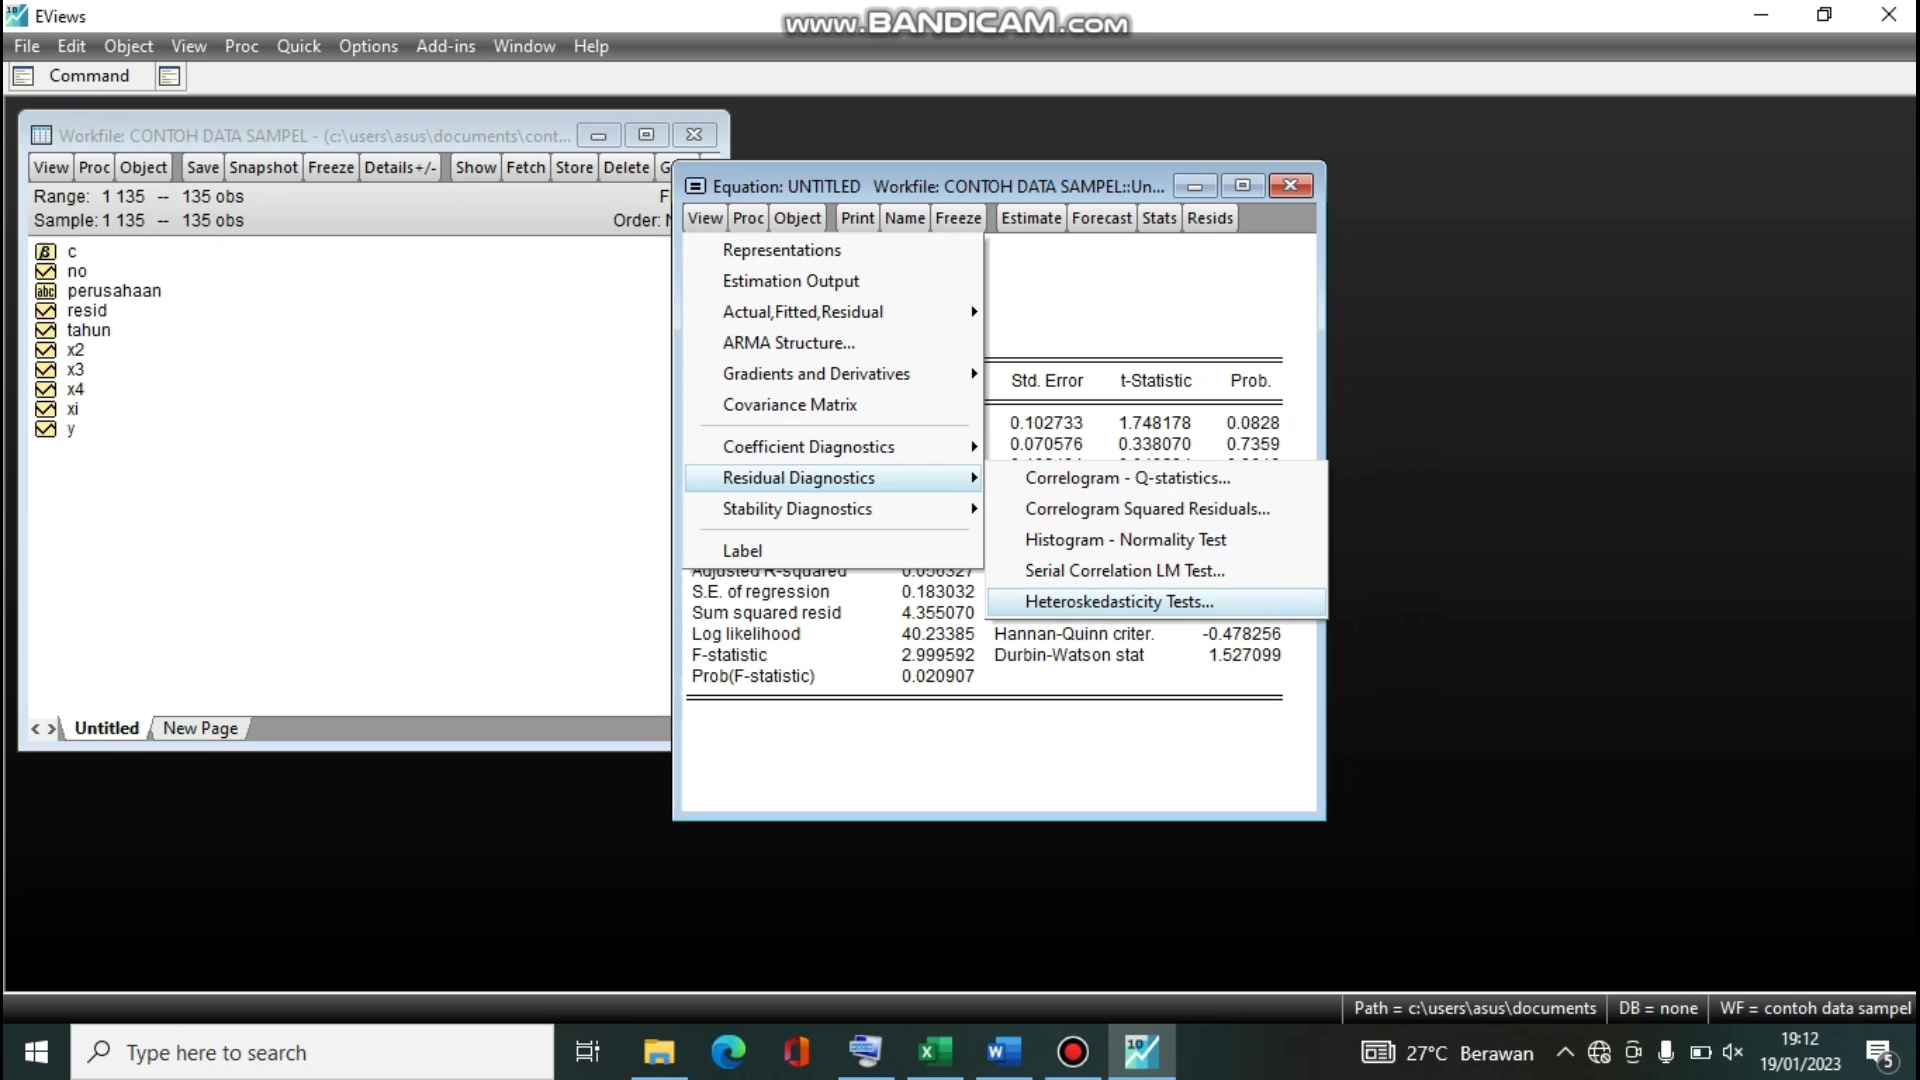 EViews
www.BANDICAM.com
File Edit Object View Proc Quick Options Add-ins Window Help
Command
Workfile: CONTOH DATA SAMPEL - (c:\users\asus\documents\cont...
View Proc Object Save Snapshot Freeze Details+/- Show Fetch Store Delete
Range: 1 135 -- 135 obs
Sample: 1 135 -- 135 obs Order:
c
no
abc perusahaan
resid
tahun
x2
x3
x4
xi
y
Untitled New Page
Equation: UNTITLED Workfile: CONTOH DATA SAMPEL::Un...
View Proc Object Print Name Freeze Estimate Forecast Stats Resids
Representations
Estimation Output
Actual,Fitted,Residual
ARMA Structure...
Gradients and Derivatives
Covariance Matrix
Coefficient Diagnostics
Residual Diagnostics
Stability Diagnostics
Label
Std. Error t-Statistic Prob.
0.102733 1.748178 0.0828
0.070576 0.338070 0.7359
Correlogram - Q-statistics...
Correlogram Squared Residuals...
Histogram - Normality Test
Serial Correlation LM Test...
Heteroskedasticity Tests...
Adjusted R-squared 0.056327
S.E. of regression 0.183032
Sum squared resid 4.355070
Log likelihood 40.23385 Hannan-Quinn criter. -0.478256
F-statistic 2.999592 Durbin-Watson stat 1.527099
Prob(F-statistic) 0.020907
Path = c:\users\asus\documents DB = none WF = contoh data sampel
Type here to search
27°C Berawan
19:12
19/01/2023
5